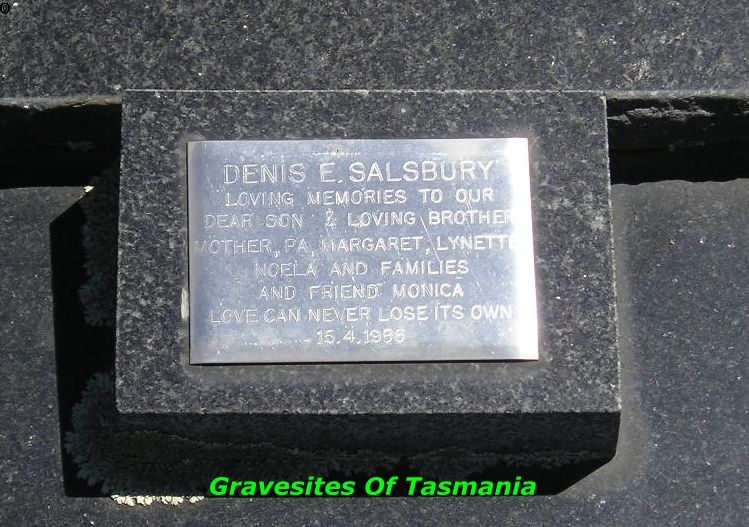 DENIS E. SALSBURY
LOVING MEMORIES TO OUR
DEAR SON & LOVING BROTHER
MOTHER, PA, MARGARET, LYNETTE
NOELA AND FAMILIES
AND FRIEND MONICA
LOVE CAN NEVER LOSE ITS OWN
15.4.1986
Gravesites Of Tasmania